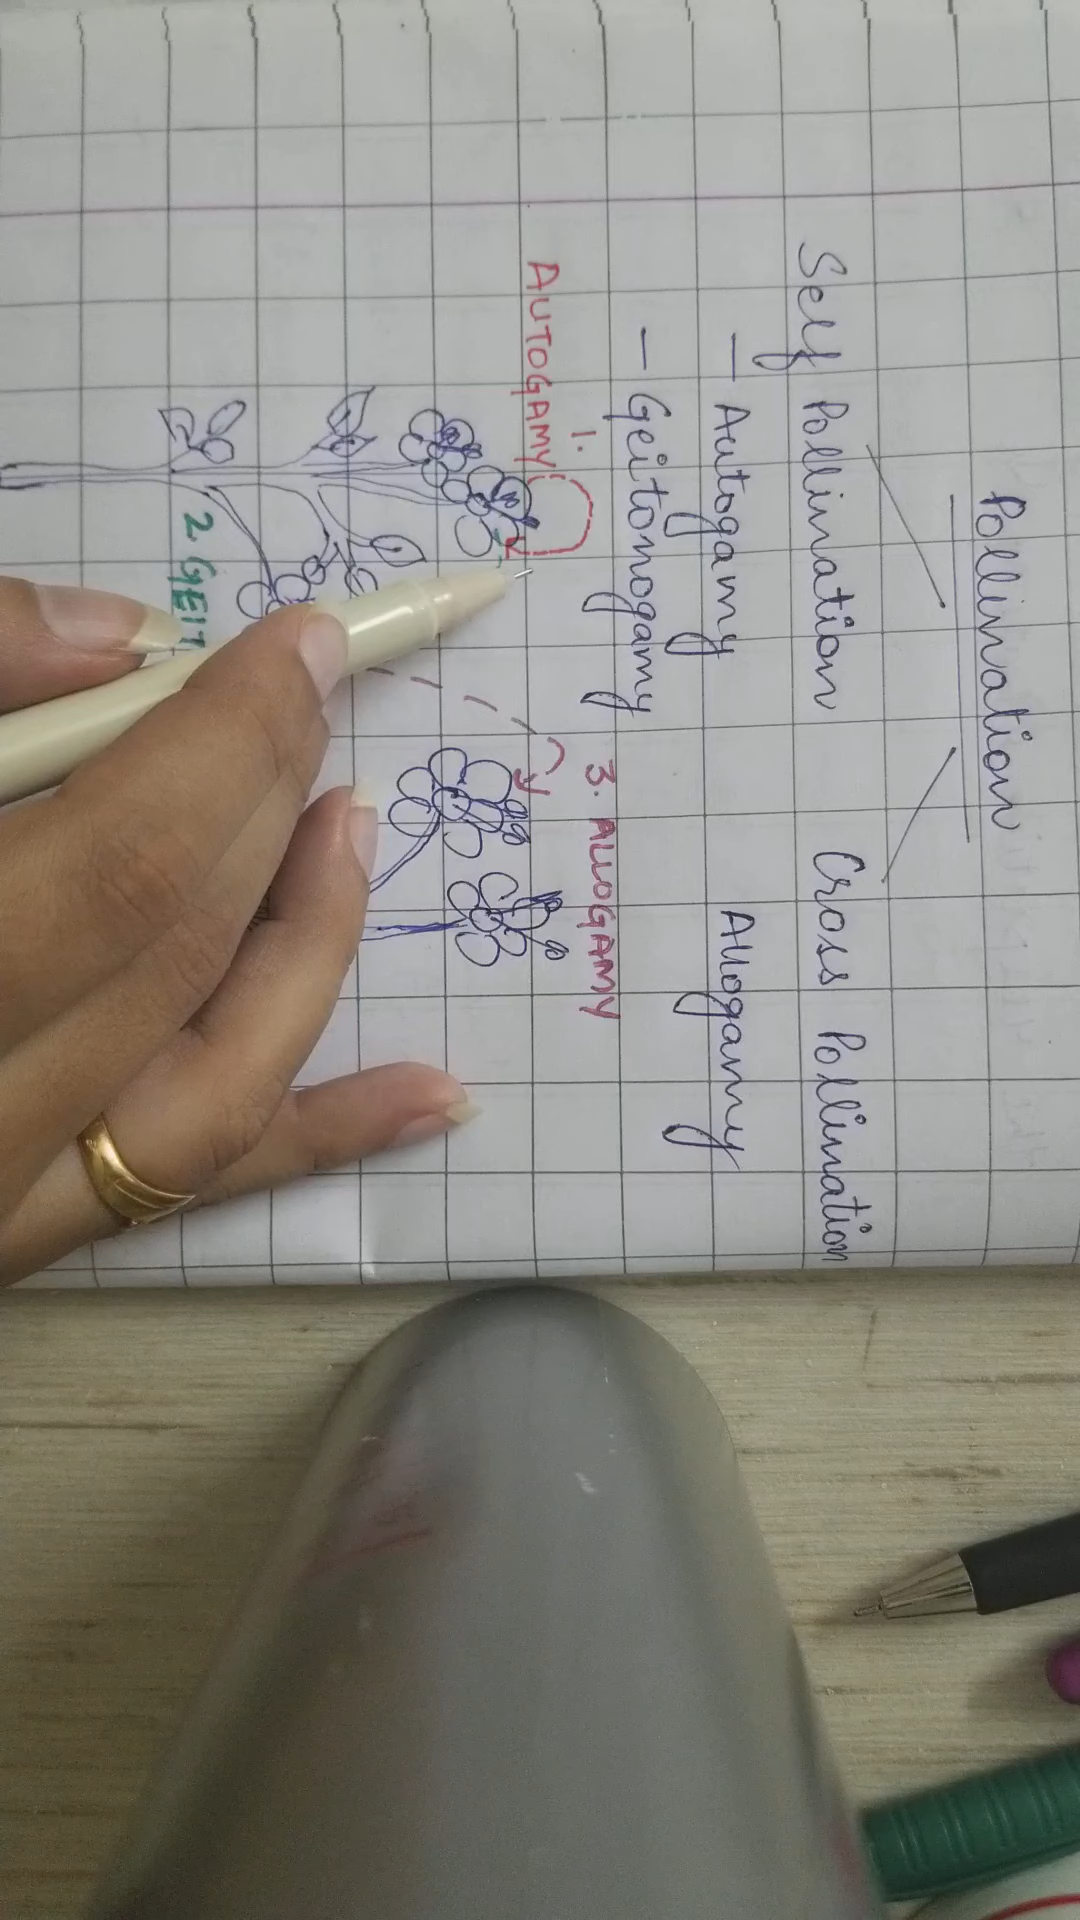 Pollination
Self Pollination Cross Pollination
— Autogamy Allogamy
— Geitonogamy
1. 3. ALLOGAMY
AUTOGAMY
2 GEIT